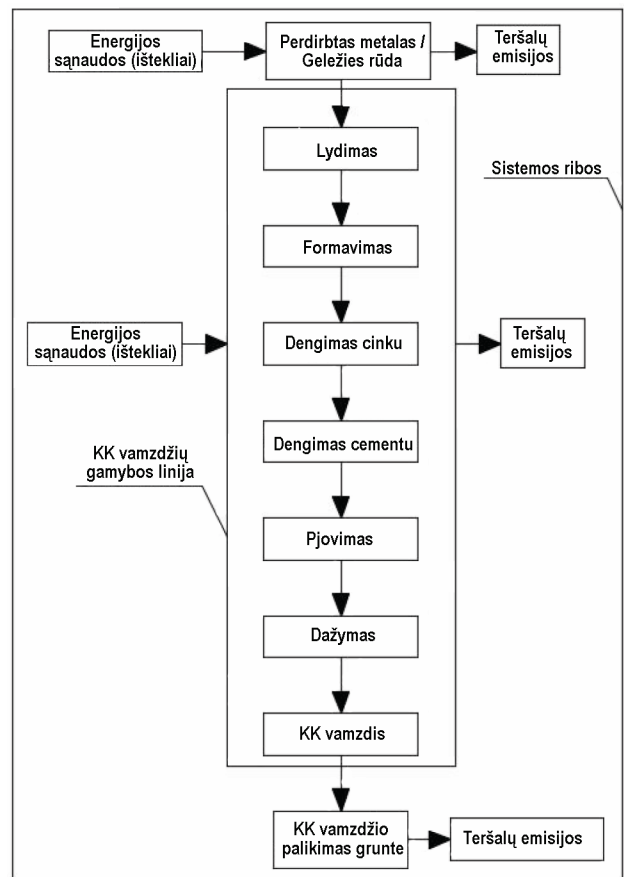 Energijos
sąnaudos (ištekliai)
Perdirbtas metalas /
Geležies rūda
Teršalų
emisijos
Lydimas
Sistemos ribos
Formavimas
Energijos
sąnaudos (ištekliai)
Dengimas cinku
Teršalų
emisijos
KK vamzdžių
gamybos linija
Dengimas cementu
Pjovimas
Dažymas
KK vamzdis
KK vamzdžio
palikimas grunte
Teršalų emisijos